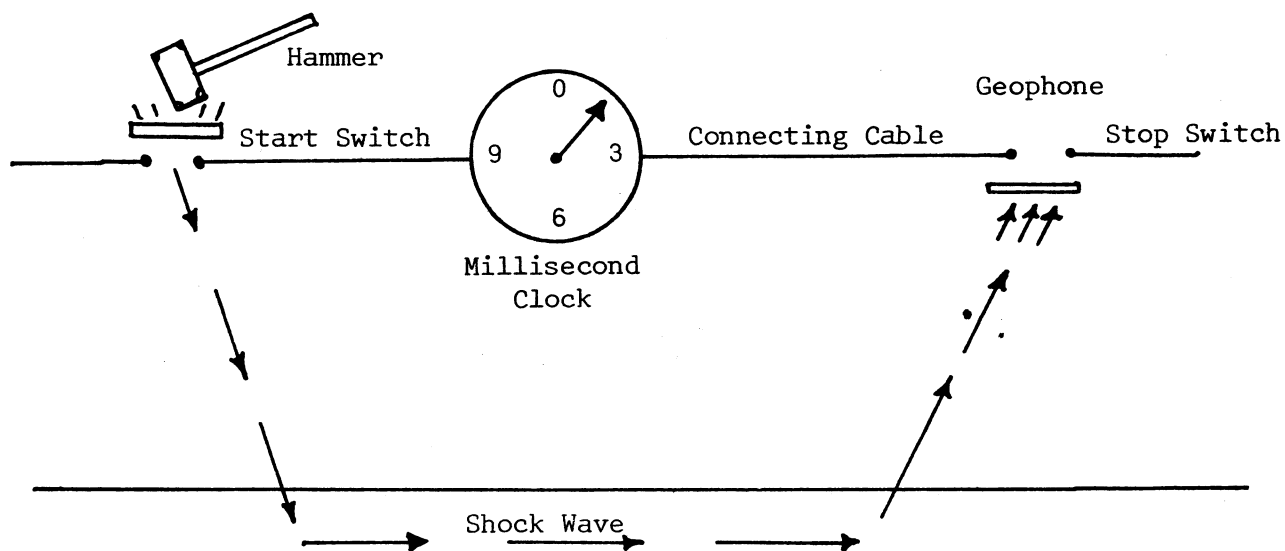 Hammer
Geophone
Start Switch
0
9
3
6
Connecting Cable
Stop Switch
Millisecond
Clock
Shock Wave